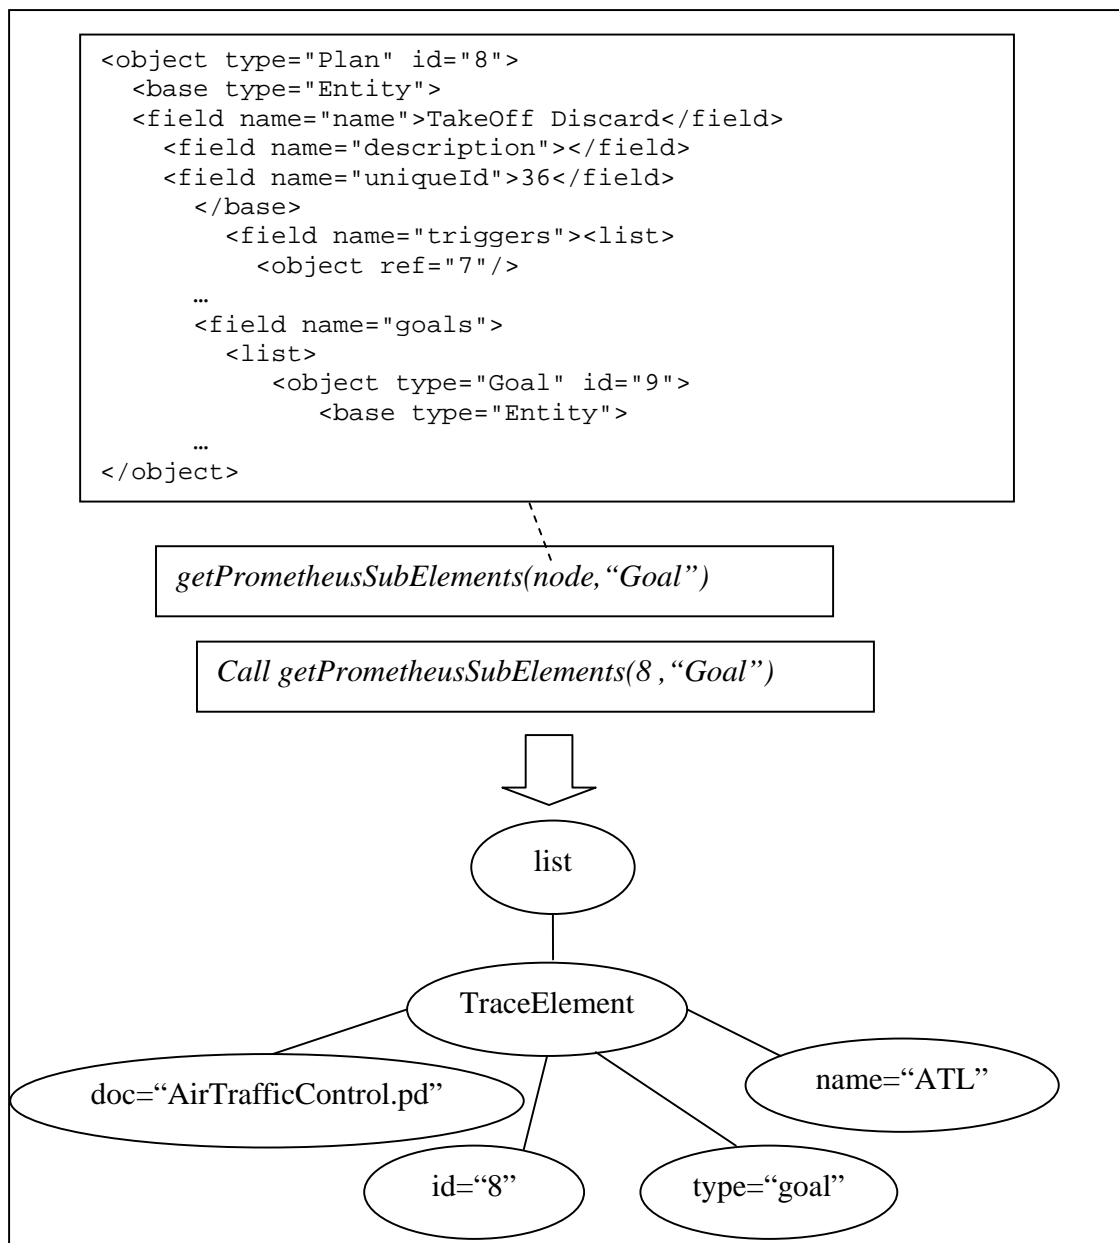 <object type="Plan" id="8">
<base type="Entity">
<field name="name">TakeOff Discard</field>
<field name="description"></field>
<field name="uniqueId">36</field>
</base>
<field name="triggers"><list>
<object ref="7"/>
…
<field name="goals">
<list>
<object type="Goal" id="9">
<base type="Entity">
…
</object>
getPrometheusSubElements(node,“Goal”)
Call getPrometheusSubElements(8 ,“Goal”)
list
TraceElement
doc=“AirTrafficControl.pd”
name=“ATL”
id=“8”
type=“goal”